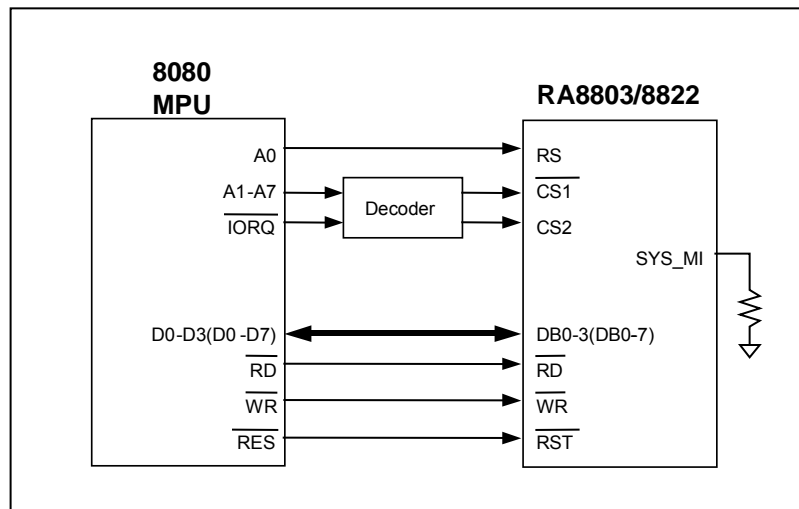 8080
MPU
RA8803/8822
A0
RS
A1-A7
Decoder
CS1
IORQ
CS2
SYS_MI
D0-D3(D0-D7)
DB0-3(DB0-7)
RD
RD
WR
WR
RES
RST